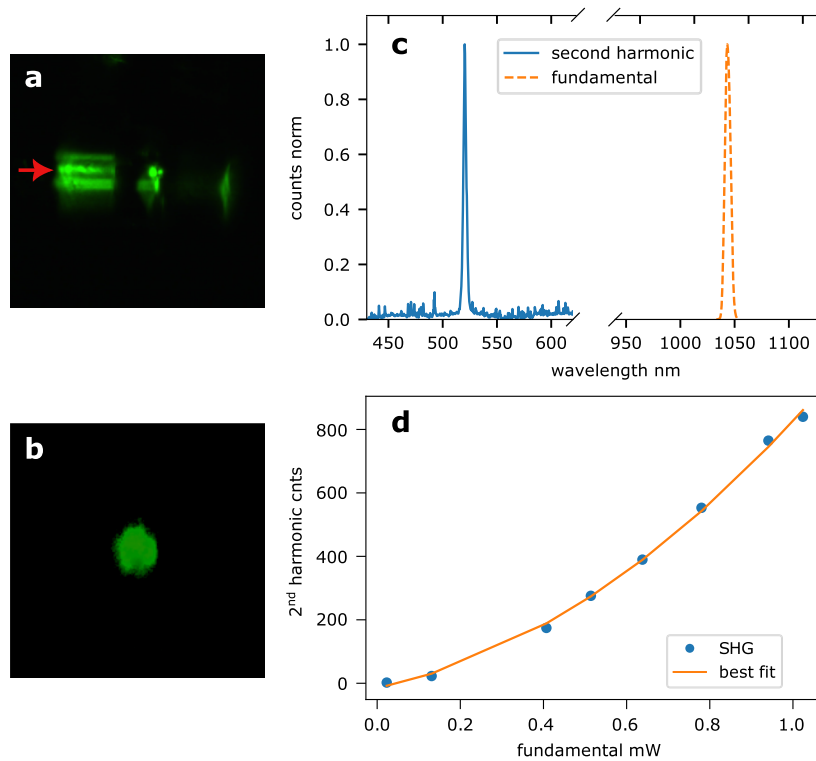 a
c
second harmonic
fundamental
counts norm
1.0
0.8
0.6
0.4
0.2
0.0
450 500 550 600 950 1000 1050 1100
wavelength nm
b
d
2nd harmonic cnts
800
600
400
200
0
SHG
best fit
0.0 0.2 0.4 0.6 0.8 1.0
fundamental mW